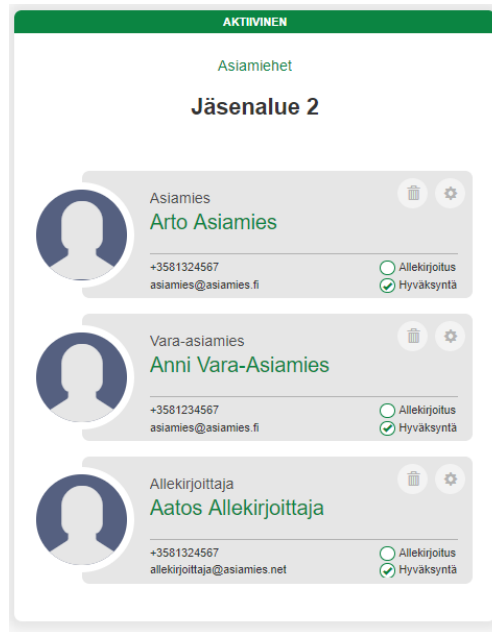 AKTIIVINEN
Asiamiehet
Jäsenalue 2
Asiamies
Arto Asiamies
+3581324567
asiamies@asiamies.fi
Allekirjoitus
Hyväksyntä
Vara-asiamies
Anni Vara-Asiamies
+3581234567
asiamies@asiamies.fi
Allekirjoitus
Hyväksyntä
Allekirjoittaja
Aatos Allekirjoittaja
+3581324567
allekirjoittaja@asiamies.net
Allekirjoitus
Hyväksyntä